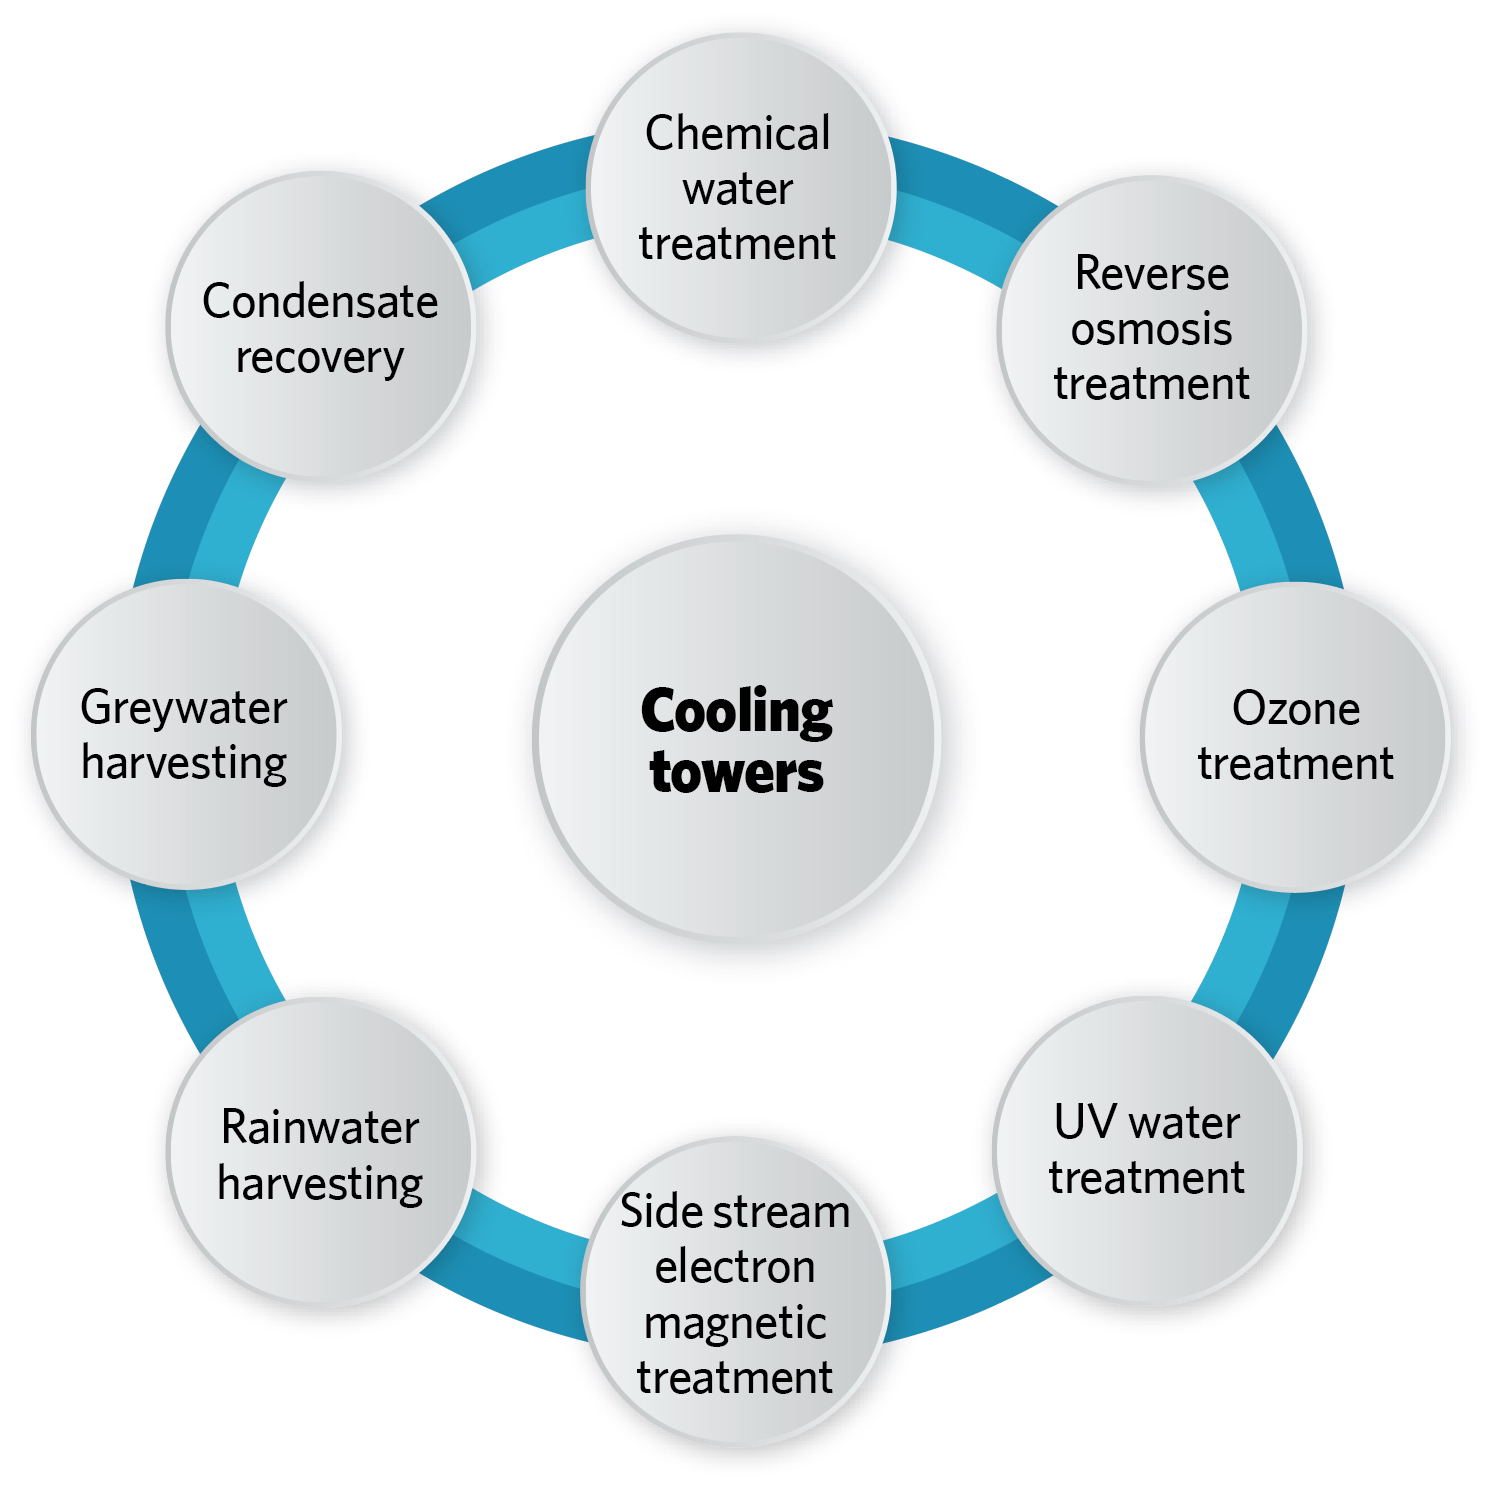 Chemical
water
treatment
Reverse
osmosis
treatment
Ozone
treatment
UV water
treatment
Side stream
electron
magnetic
treatment
Rainwater
harvesting
Greywater
harvesting
Condensate
recovery
Cooling
towers